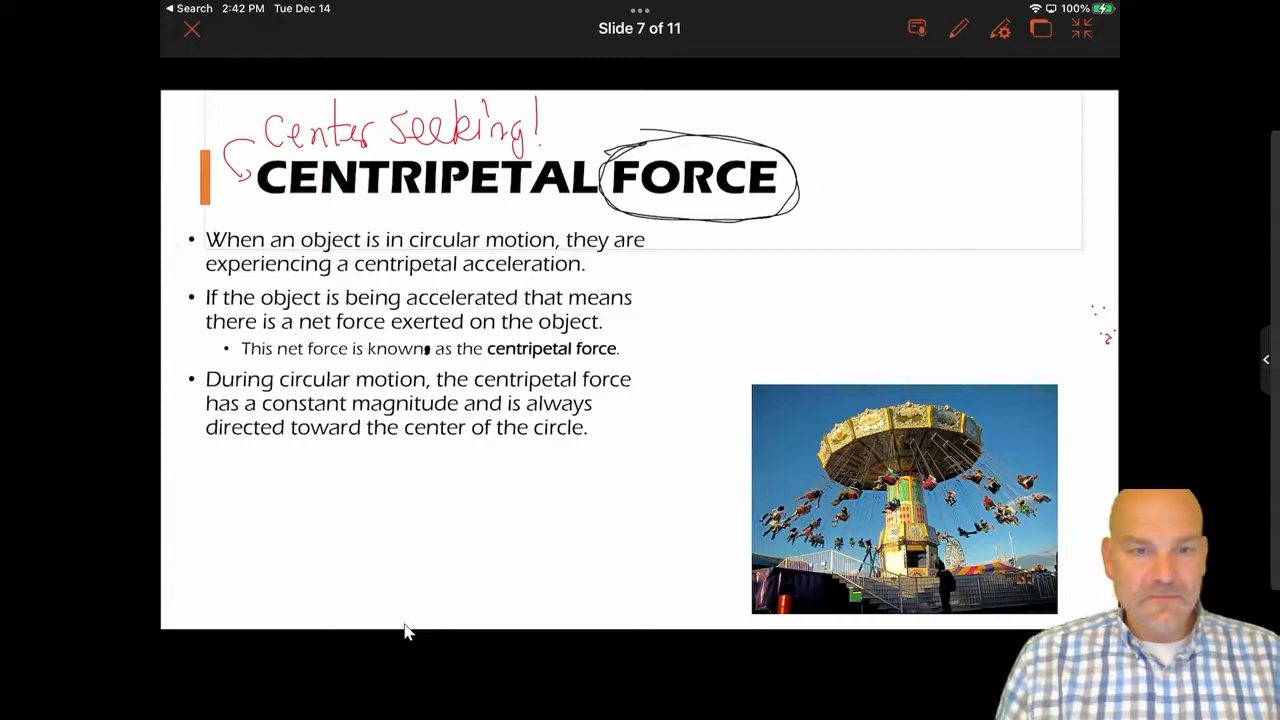 Search 2:42 PM Tue Dec 14 100%
Slide 7 of 11
Center seeking!
CENTRIPETAL FORCE
• When an object is in circular motion, they are
experiencing a centripetal acceleration.
• If the object is being accelerated that means
there is a net force exerted on the object.
• This net force is known as the centripetal force.
• During circular motion, the centripetal force
has a constant magnitude and is always
directed toward the center of the circle.